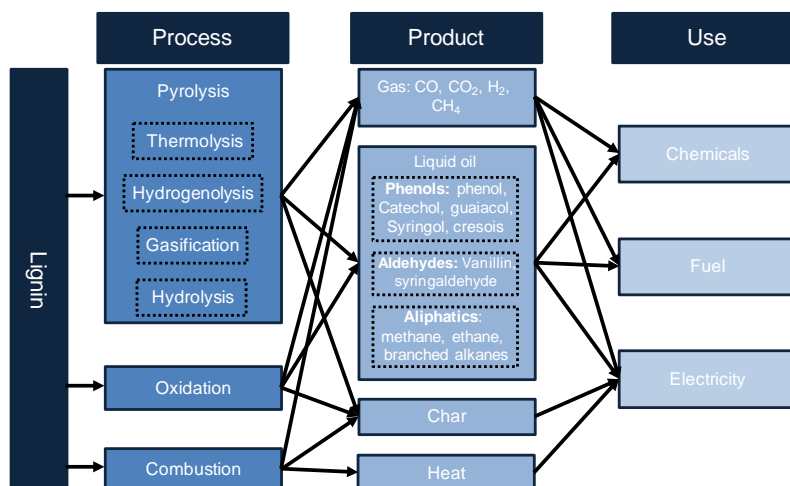 Process
Product
Use
Lignin
Pyrolysis
Thermolysis
Hydrogenolysis
Gasification
Hydrolysis
Oxidation
Combustion
Gas: CO, CO₂, H₂,
CH₄
Liquid oil
Phenols: phenol,
Catechol, guaiacol,
Syringol, cresois
Aldehydes: Vanillin,
syringaldehyde
Aliphatics:
methane, ethane,
branched alkanes
Char
Heat
Chemicals
Fuel
Electricity